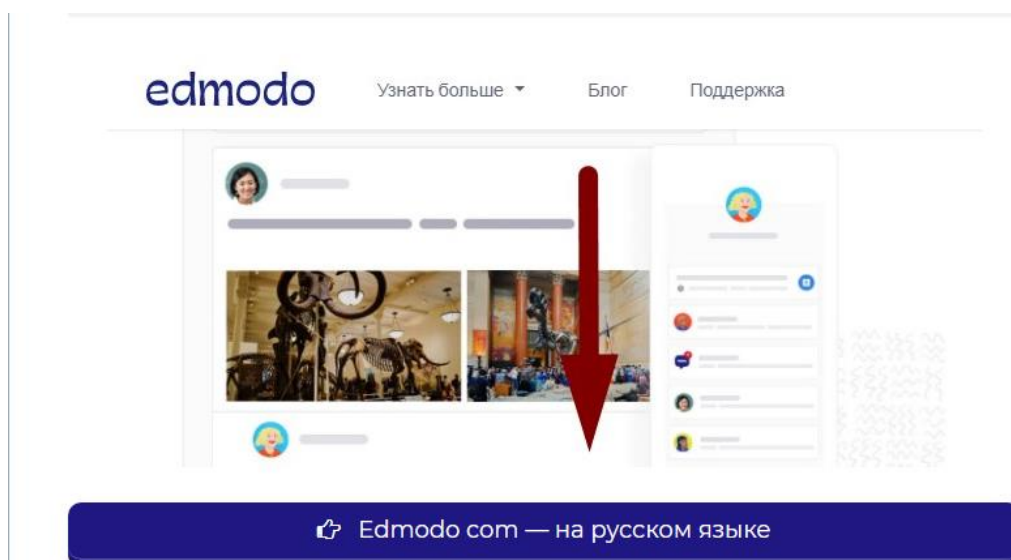 edmodo
Узнать больше
Блог
Поддержка
Edmodo com — на русском языке